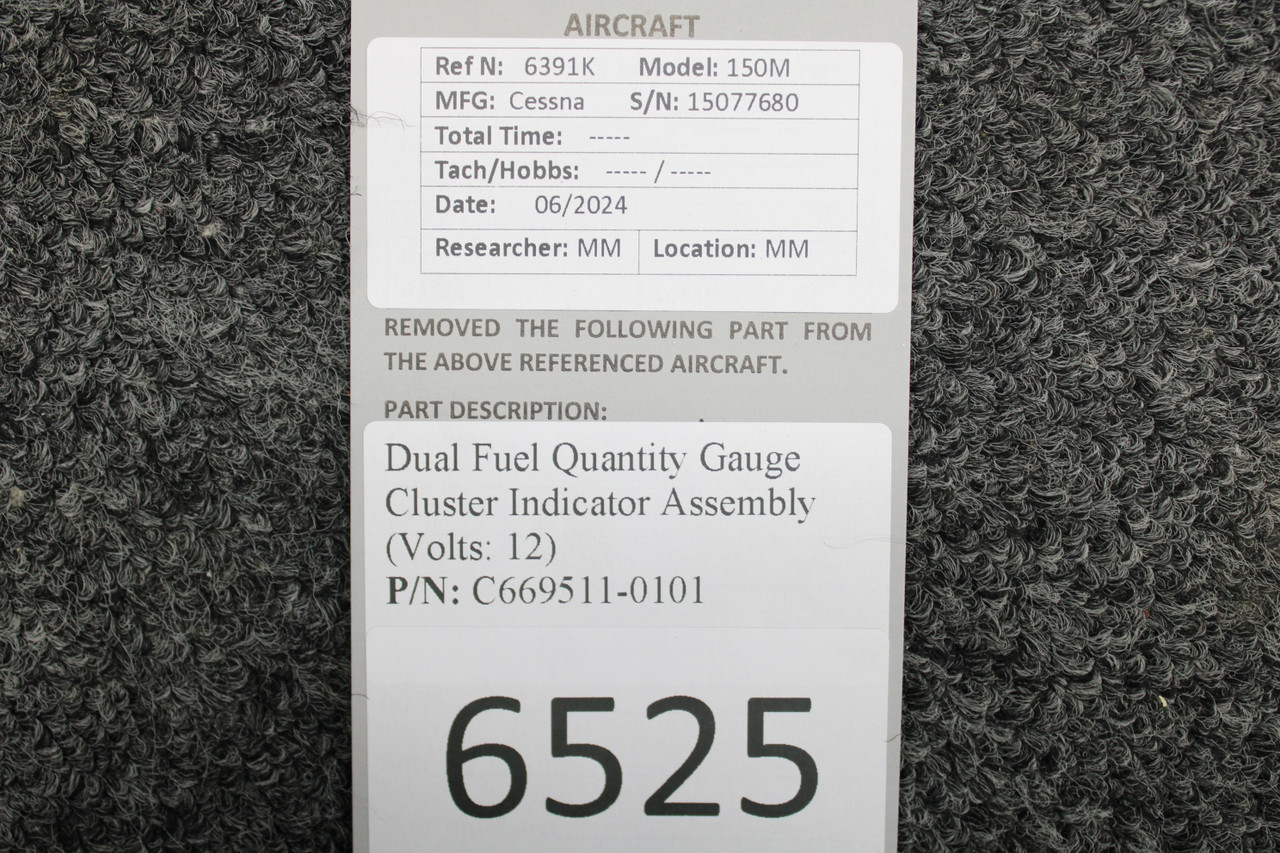 AIRCRAFT
Ref N: 6391K Model: 150M
MFG: Cessna S/N: 15077680
Total Time: -----
Tach/Hobbs: ----- / -----
Date: 06/2024
Researcher: MM Location: MM
REMOVED THE FOLLOWING PART FROM
THE ABOVE REFERENCED AIRCRAFT.
PART DESCRIPTION:
Dual Fuel Quantity Gauge
Cluster Indicator Assembly
(Volts: 12)
P/N: C669511-0101
6525